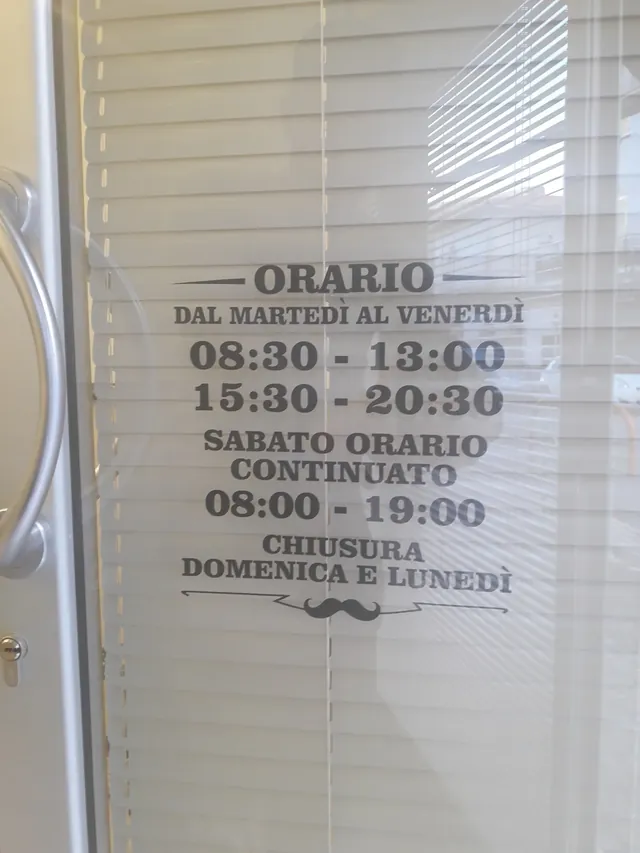 ORARIO
DAL MARTEDÌ AL VENERDÌ
08:30 - 13:00
15:30 - 20:30
SABATO ORARIO
CONTINUATO
08:00 - 19:00
CHIUSURA
DOMENICA E LUNEDÌ